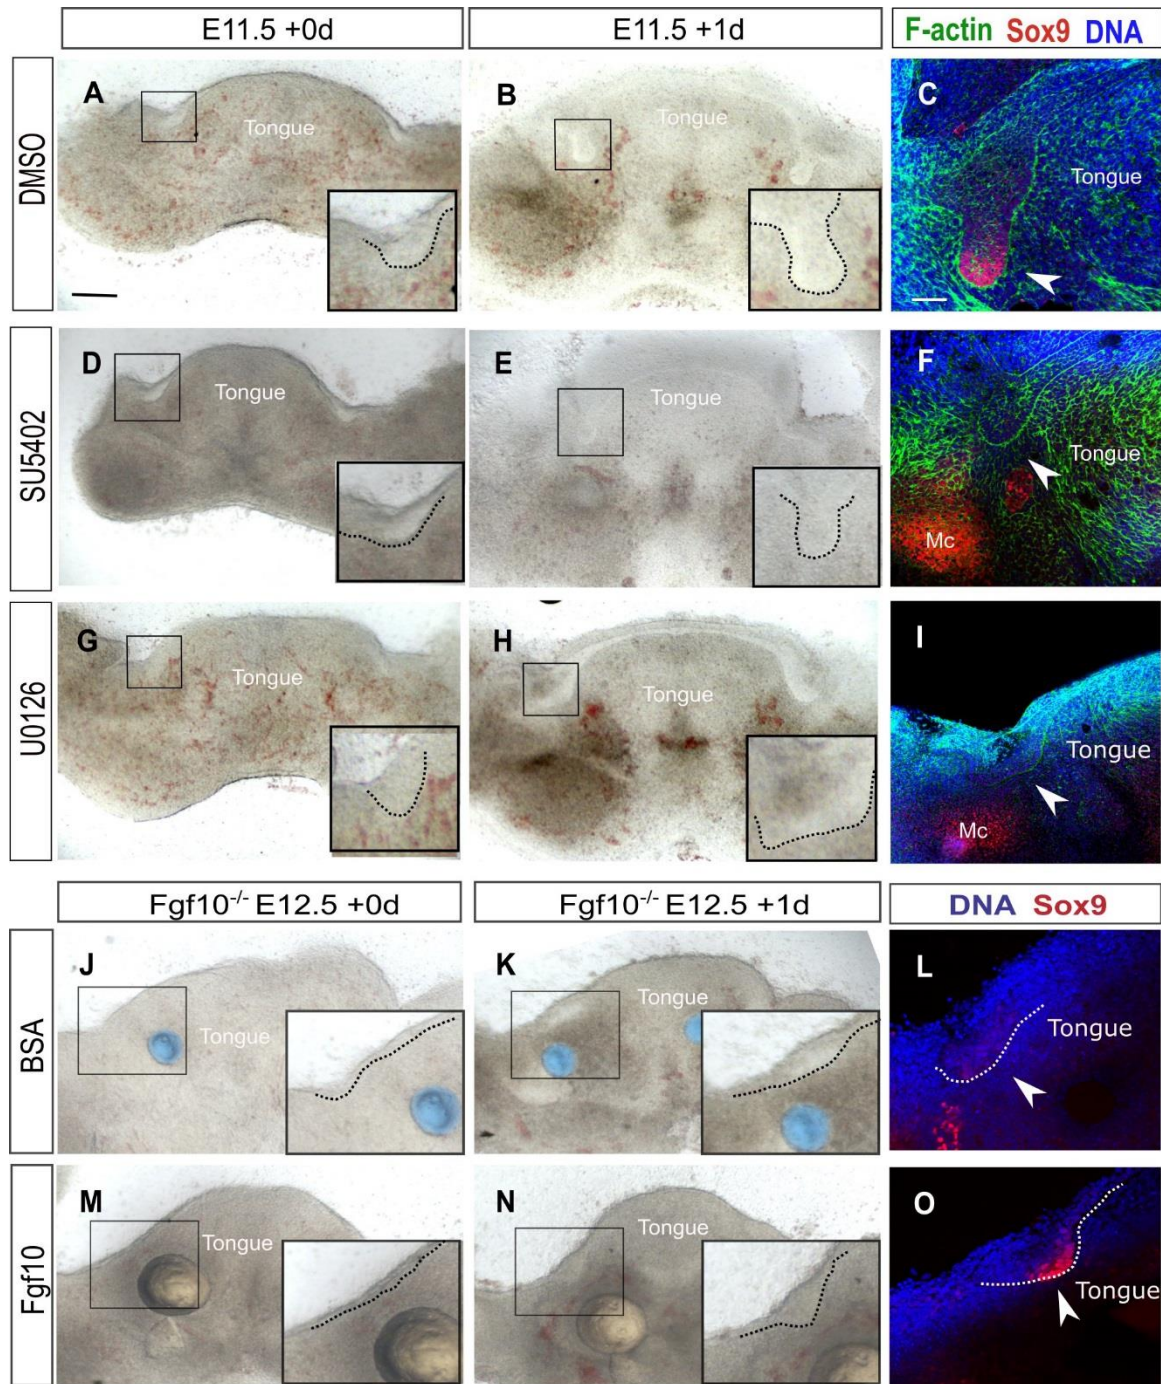 E11.5 +0d
E11.5 +1d
F-actin Sox9 DNA
DMSO
A
Tongue
B
Tongue
C
Tongue
SU5402
D
Tongue
E
Tongue
F
Tongue
Mc
U0126
G
Tongue
H
Tongue
I
Tongue
Mc
Fgf10-/- E12.5 +0d
Fgf10-/- E12.5 +1d
DNA Sox9
BSA
J
Tongue
K
Tongue
L
Tongue
Fgf10
M
Tongue
N
Tongue
O
Tongue